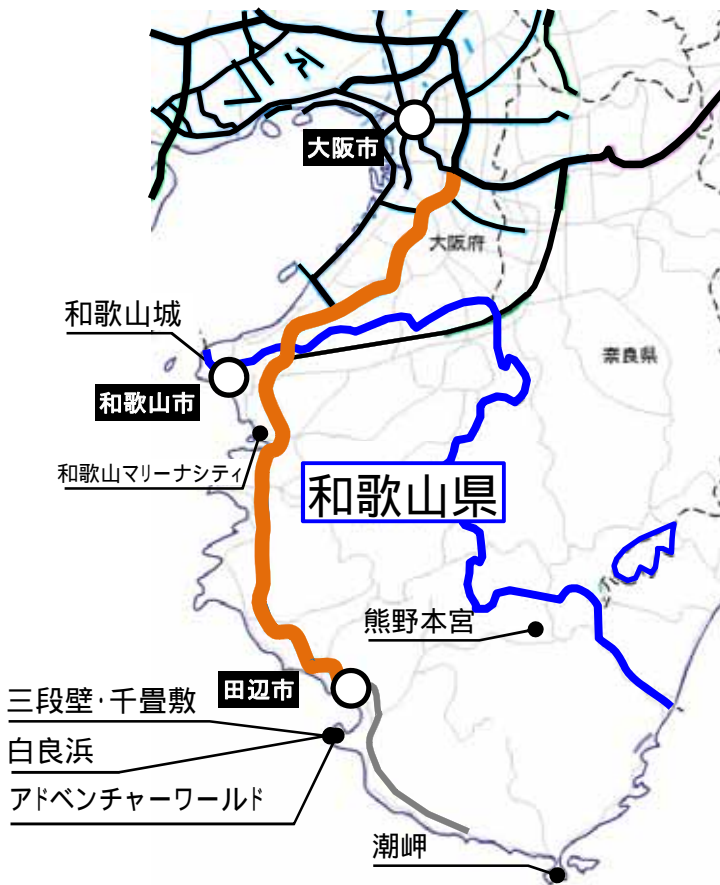 大阪市
大阪府
和歌山城
奈良県
和歌山市
和歌山マリーナシティ
和歌山県
熊野本宮
田辺市
三段壁・千畳敷
白良浜
アドベンチャーワールド
潮岬